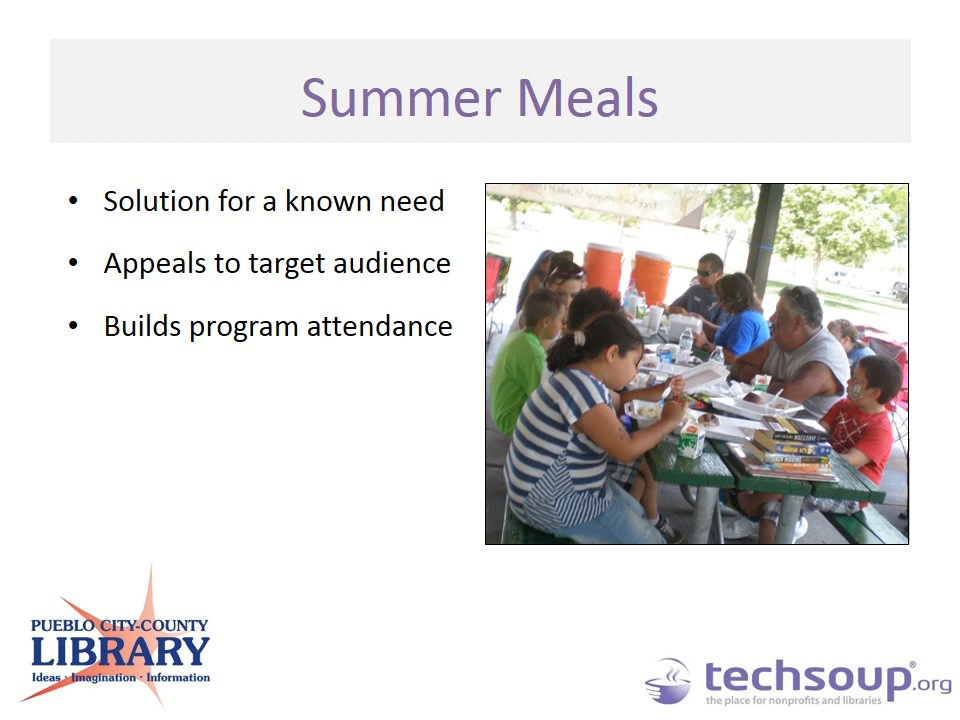 Summer Meals
• Solution for a known need
• Appeals to target audience
• Builds program attendance
PUEBLO CITY-COUNTY
LIBRARY
Ideas · Imagination · Information
techsoup®.org
the place for nonprofits and libraries